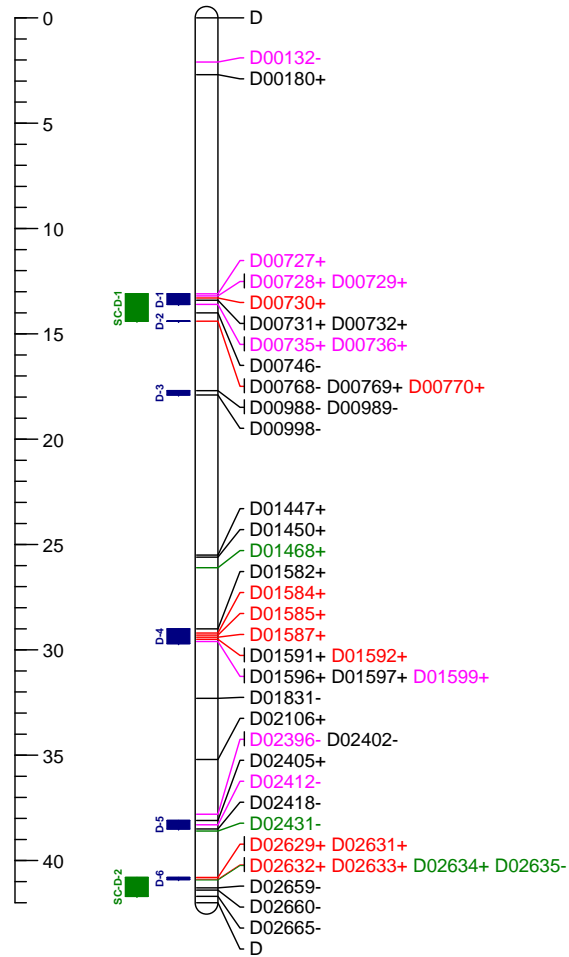 0
D
D00132-
D00180+
5
10
D00727+
D00728+ D00729+
SC-D-1
D-1
D00730+
D00731+ D00732+
D-2
15
D00735+ D00736+
D00746-
D00768- D00769+ D00770+
D-3
D00988- D00989-
D00998-
20
D01447+
D01450+
25
D01468+
D01582+
D01584+
D01585+
D-4
D01587+
30
D01591+ D01592+
D01596+ D01597+ D01599+
D01831-
D02106+
D02396- D02402-
35
D02405+
D02412-
D02418-
D-5
D02431-
D02629+ D02631+
40
D02632+ D02633+ D02634+ D02635-
SC-D-2
D-6
D02659-
D02660-
D02665-
D